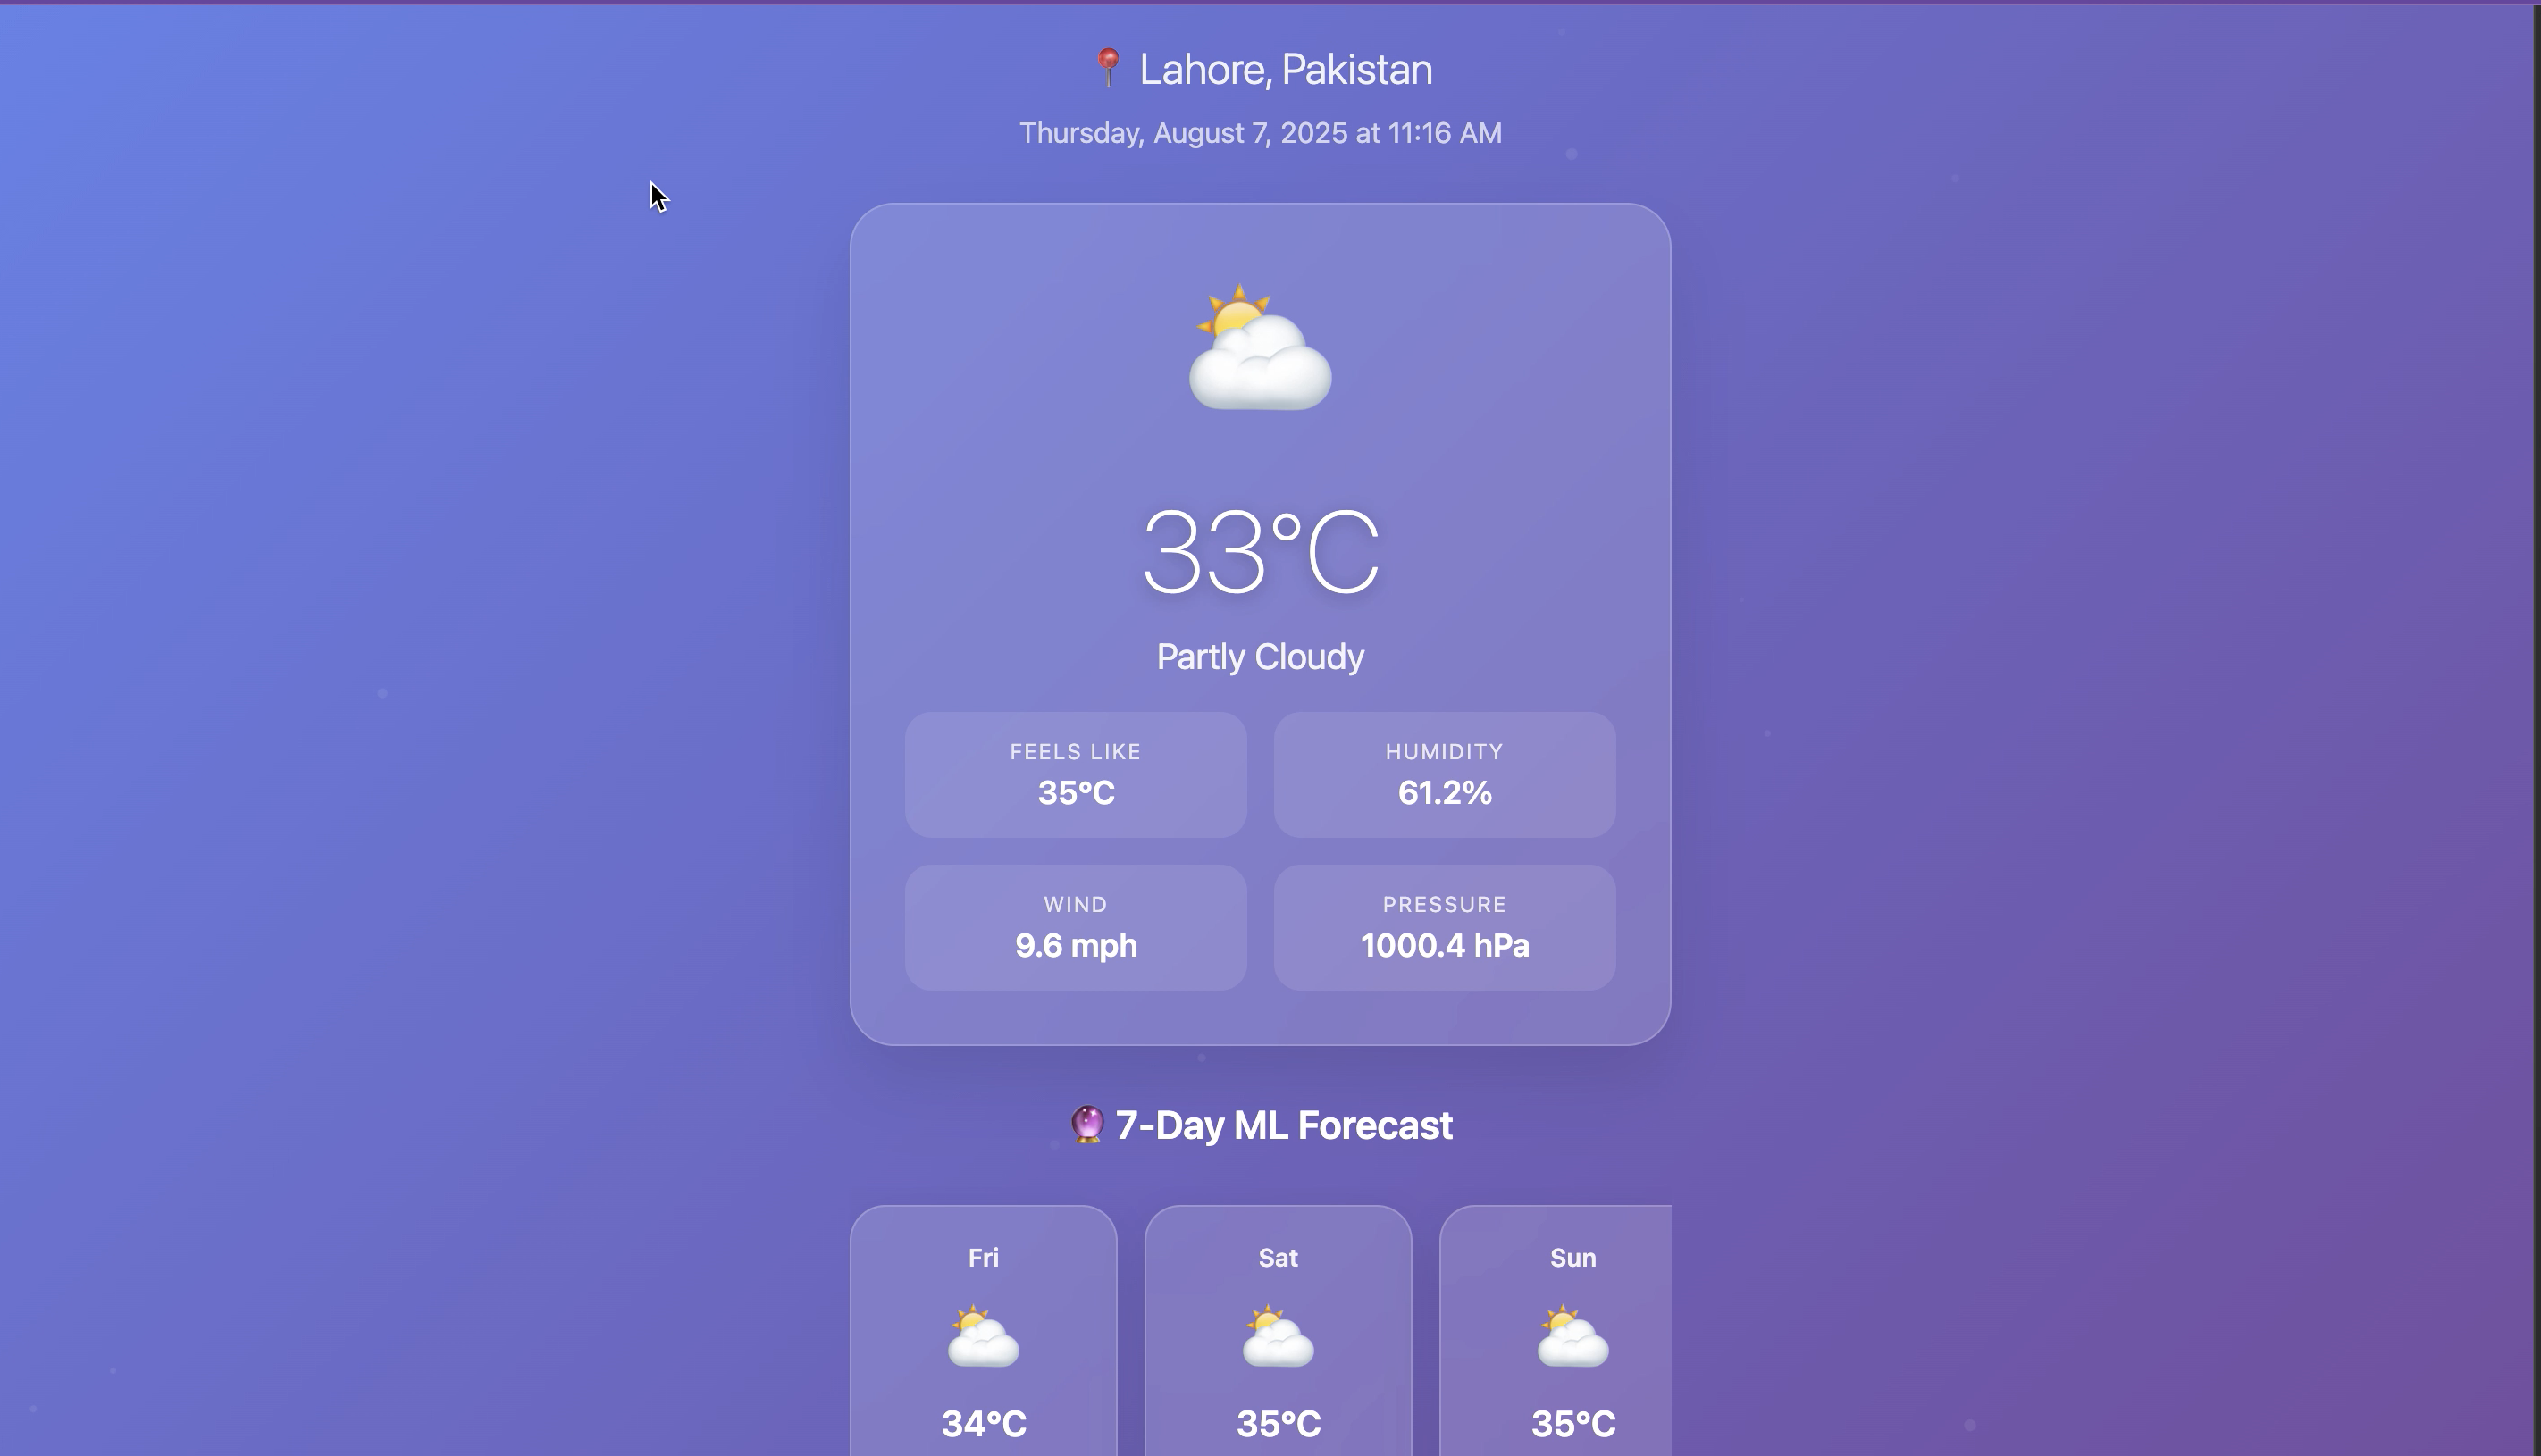 Lahore, Pakistan
Thursday, August 7, 2025 at 11:16 AM
33°C
Partly Cloudy
FEELS LIKE
35°C
HUMIDITY
61.2%
WIND
9.6 mph
PRESSURE
1000.4 hPa
7-Day ML Forecast
Fri
34°C
Sat
35°C
Sun
35°C